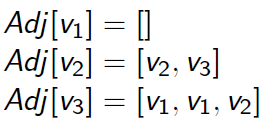 Adj[v₁] = []
Adj[v₂] = [v₂, v₃]
Adj[v₃] = [v₁, v₁, v₂]